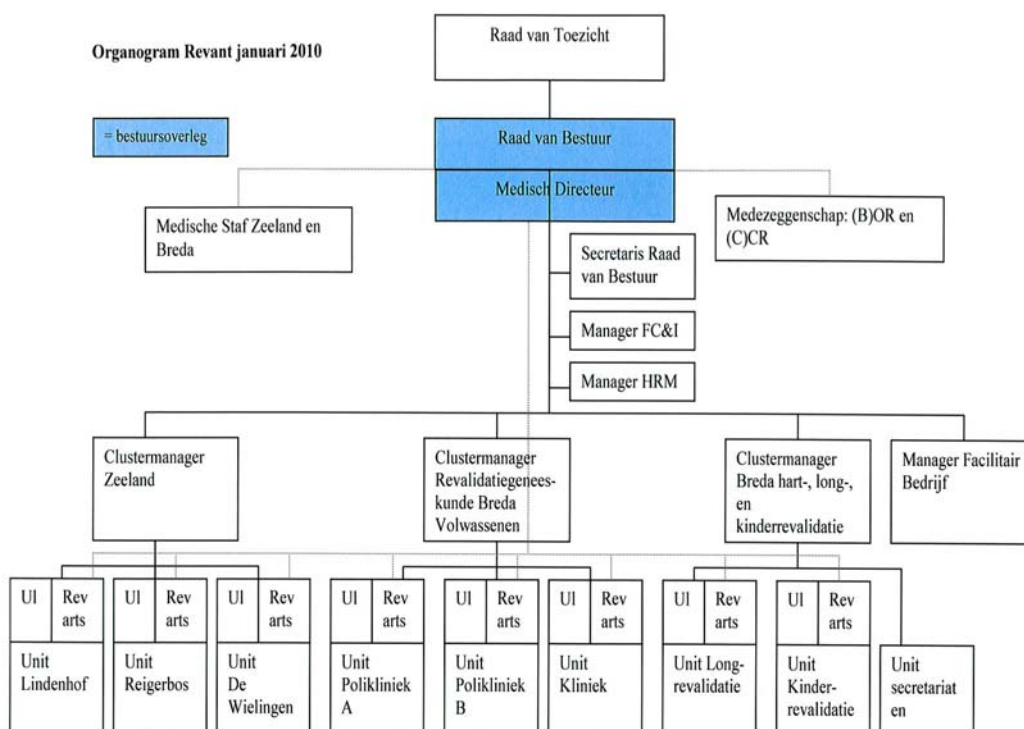 Raad van Toezicht
Organogram Revant januari 2010
= bestuursoverleg
Raad van Bestuur
Medisch Directeur
Medische Staf Zeeland en
Breda
Medezeggenschap: (B)OR en
(C)CR
Secretaris Raad
van Bestuur
Manager FC&I
Manager HRM
Clustermanager
Zeeland
Clustermanager
Revalidatiegenees-
kunde Breda
Volwassenen
Clustermanager
Breda hart-, long-,
en
kinderrevalidatie
Manager Facilitair
Bedrijf
Ul
Rev
arts
Unit
Lindenhof
Ul
Rev
arts
Unit
Reigerbos
Ul
Rev
arts
Unit
De
Wielingen
Ul
Rev
arts
Unit
Polikliniek
A
Ul
Rev
arts
Unit
Polikliniek
B
Ul
Rev
arts
Unit
Kliniek
Ul
Rev
arts
Unit Long-
revalidatie
Ul
Rev
arts
Unit
Kinder-
revalidatie
Unit
secretariat
en